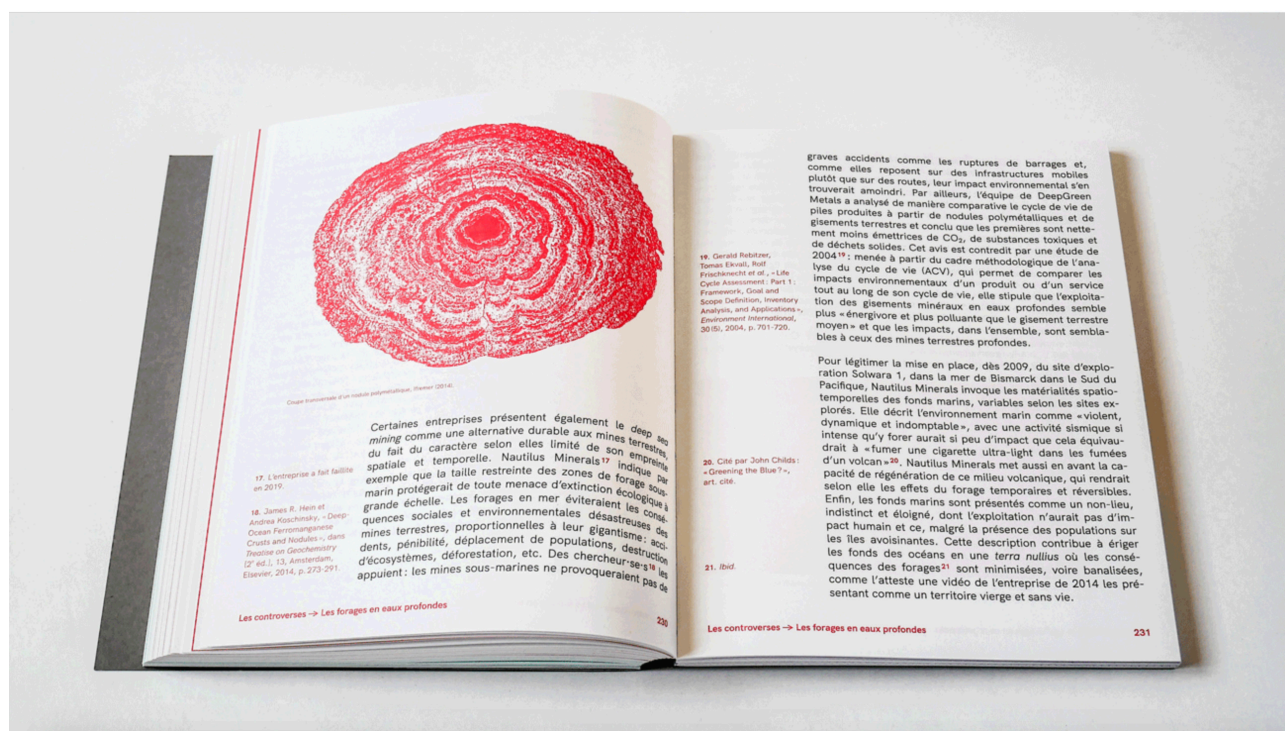 Coupe transversale d'un nodule polymétallique, Wiemer (2014).
Certaines entreprises présentent également le deep sea
mining comme une alternative durable aux mines terrestres,
du fait du caractère selon elles limité de son empreinte
spatiale et temporelle. Nautilus Minerals17 indique par
exemple que la taille restreinte des zones de forage sous-
marin protégerait de toute menace d'extinction écologique à
grande échelle. Les forages en mer éviteraient les consé-
quences sociales et environnementales désastreuses des
mines terrestres, proportionnelles à leur gigantisme : acci-
dents, pénibilité, déplacement de populations, destruction
d'écosystèmes, déforestation, etc. Des chercheur·se·s18 les
appuient : les mines sous-marines ne provoqueraient pas de
17. L'entreprise a fait faillite
en 2019.
18. James R. Hein et
Andrea Koschinsky, « Deep-
Ocean Ferromanganese
Crusts and Nodules », dans
Treatise on Geochemistry
(2e éd.), 13, Amsterdam,
Elsevier, 2014, p. 273-291.
Les controverses → Les forages en eaux profondes
230
graves accidents comme les ruptures de barrages et,
comme elles reposent sur des infrastructures mobiles
plutôt que sur des routes, leur impact environnemental s'en
trouverait amoindri. Par ailleurs, l'équipe de DeepGreen
Metals a analysé de manière comparative le cycle de vie de
piles produites à partir de nodules polymétalliques et de
gisements terrestres et conclu que les premières sont nette-
ment moins émettrices de CO₂, de substances toxiques et
de déchets solides. Cet avis est contredit par une étude de
200419 : menée à partir du cadre méthodologique de l'ana-
lyse du cycle de vie (ACV), qui permet de comparer les
impacts environnementaux d'un produit ou d'un service
tout au long de son cycle de vie, elle stipule que l'exploita-
tion des gisements minéraux en eaux profondes semble
plus « énergivore et plus polluante que le gisement terrestre
moyen » et que les impacts, dans l'ensemble, sont sembla-
bles à ceux des mines terrestres profondes.
Pour légitimer la mise en place, dès 2009, du site d'explo-
ration Solwara 1, dans la mer de Bismarck dans le Sud du
Pacifique, Nautilus Minerals invoque les matérialités spatio-
temporelles des fonds marins, variables selon les sites ex-
plorés. Elle décrit l'environnement marin comme « violent,
dynamique et indomptable », avec une activité sismique si
intense qu'y forer aurait si peu d'impact que cela équivau-
drait à « fumer une cigarette ultra-light dans les fumées
d'un volcan »20. Nautilus Minerals met aussi en avant la ca-
pacité de régénération de ce milieu volcanique, qui rendrait
selon elle les effets du forage temporaires et réversibles.
Enfin, les fonds marins sont présentés comme un non-lieu,
indistinct et éloigné, dont l'exploitation n'aurait pas d'im-
pact humain et ce, malgré la présence des populations sur
les îles avoisinantes. Cette description contribue à ériger
les fonds des océans en une terra nullius où les consé-
quences des forages21 sont minimisées, voire banalisées,
comme l'atteste une vidéo de l'entreprise de 2014 les pré-
sentant comme un territoire vierge et sans vie.
19. Gerald Rebitzer,
Tomas Ekvall, Rolf
Frischknecht et al., « Life
Cycle Assessment : Part 1 :
Framework, Goal and
Scope Definition, Inventory
Analysis, and Applications »,
Environment International,
30(5), 2004, p. 701-720.
20. Cité par John Childs :
« Greening the Blue ? »,
art. cité.
21. Ibid.
Les controverses → Les forages en eaux profondes
231